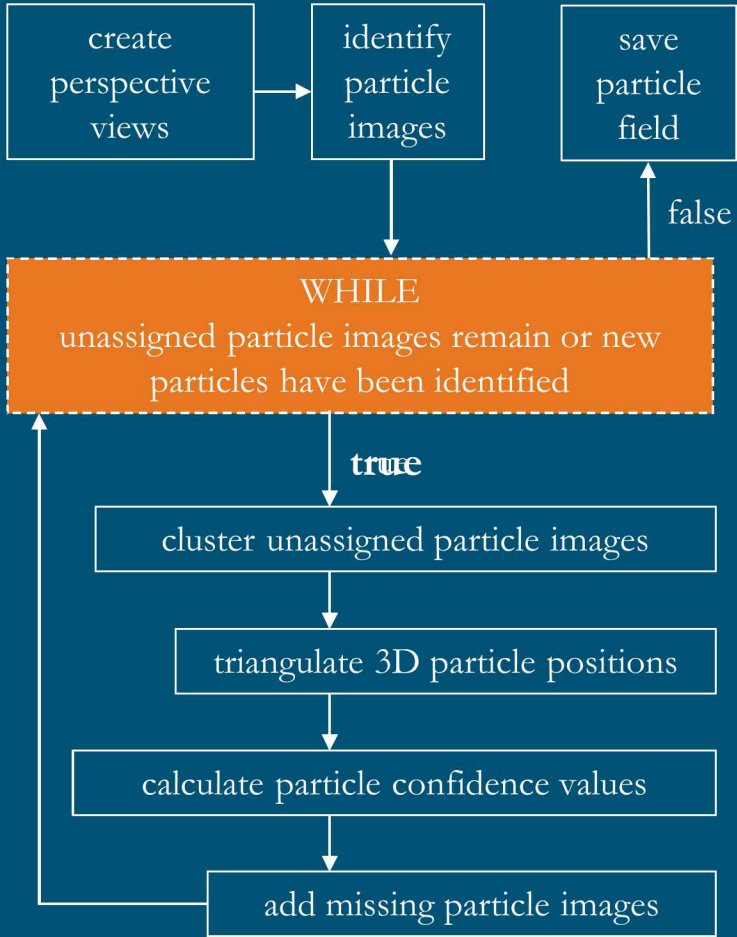 create
perspective
views
identify
particle
images
save
particle
field
false
WHILE
unassigned particle images remain or new
particles have been identified
true
cluster unassigned particle images
triangulate 3D particle positions
calculate particle confidence values
add missing particle images